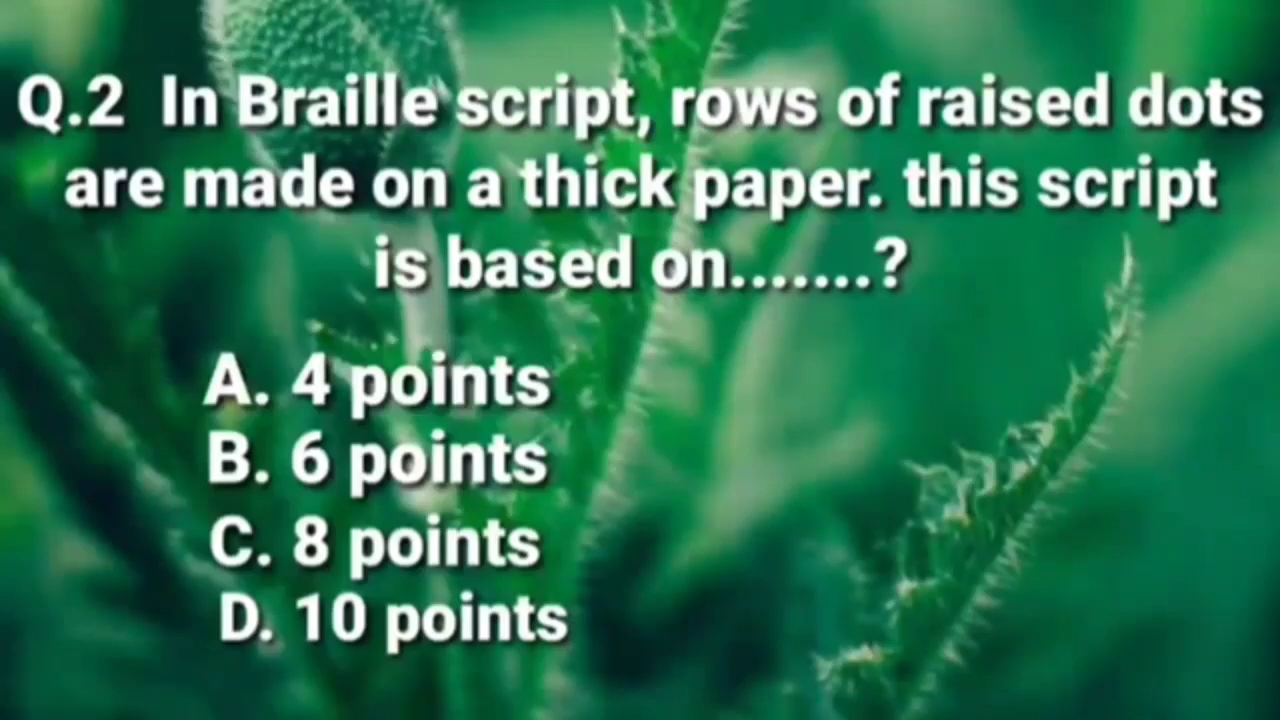 Q.2 In Braille script, rows of raised dots
are made on a thick paper. this script
is based on.......?
A. 4 points
B. 6 points
C. 8 points
D. 10 points